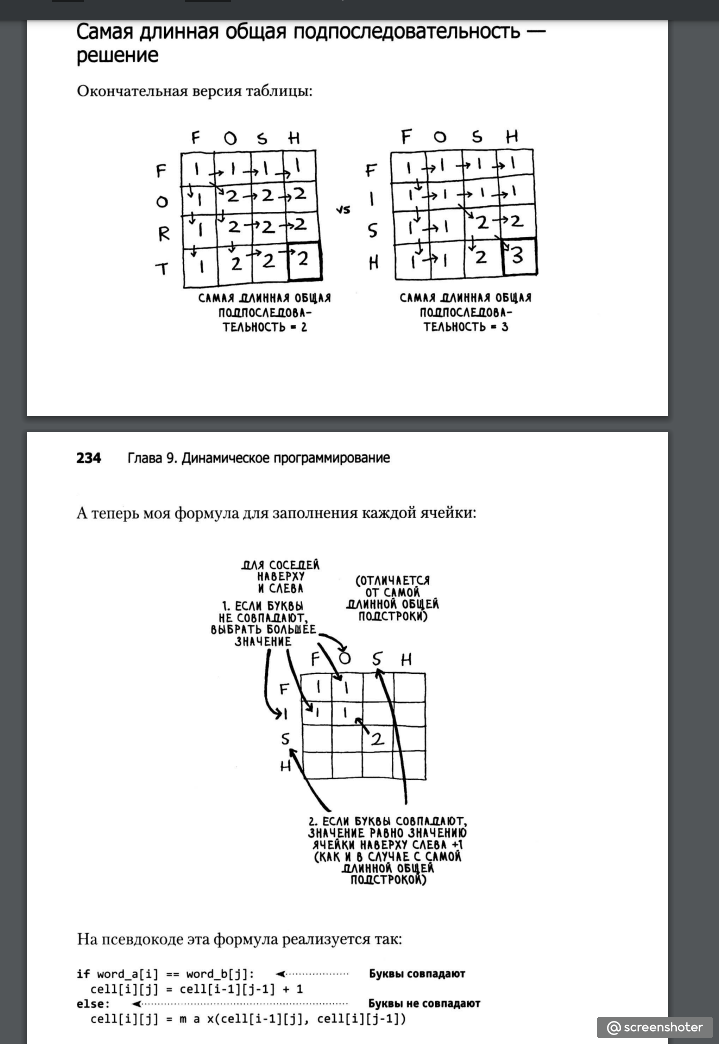 Самая длинная общая подпоследовательность —
решение
Окончательная версия таблицы:
F O S H
F 1 1 1 1
O 1 2 2 2
R 1 2 2 2
T 1 2 2 2
САМАЯ ДЛИННАЯ ОБЩАЯ
ПОДПОСЛЕДОВА-
ТЕЛЬНОСТЬ = 2
vs
F O S H
F 1 1 1 1
I 1 1 1 1
S 1 1 2 2
H 1 1 2 3
САМАЯ ДЛИННАЯ ОБЩАЯ
ПОДПОСЛЕДОВА-
ТЕЛЬНОСТЬ = 3
234 Глава 9. Динамическое программирование
А теперь моя формула для заполнения каждой ячейки:
ДЛЯ СОСЕДЕЙ
НАВЕРХУ
И СЛЕВА
1. ЕСЛИ БУКВЫ
НЕ СОВПАДАЮТ,
ВЫБРАТЬ БОЛЬШЕЕ
ЗНАЧЕНИЕ
(ОТЛИЧАЕТСЯ
ОТ САМОЙ
ДЛИННОЙ ОБЩЕЙ
ПОДСТРОКИ)
F O S H
F 1 1
I 1 1
S 2
H
2. ЕСЛИ БУКВЫ СОВПАДАЮТ,
ЗНАЧЕНИЕ РАВНО ЗНАЧЕНИЮ
ЯЧЕЙКИ НАВЕРХУ СЛЕВА +1
(КАК И В СЛУЧАЕ С САМОЙ
ДЛИННОЙ ОБЩЕЙ
ПОДСТРОКОЙ)
На псевдокоде эта формула реализуется так:
if word_a[i] == word_b[j]: Буквы совпадают
cell[i][j] = cell[i-1][j-1] + 1
else: Буквы не совпадают
cell[i][j] = m a x(cell[i-1][j], cell[i][j-1])
@ screenshoter